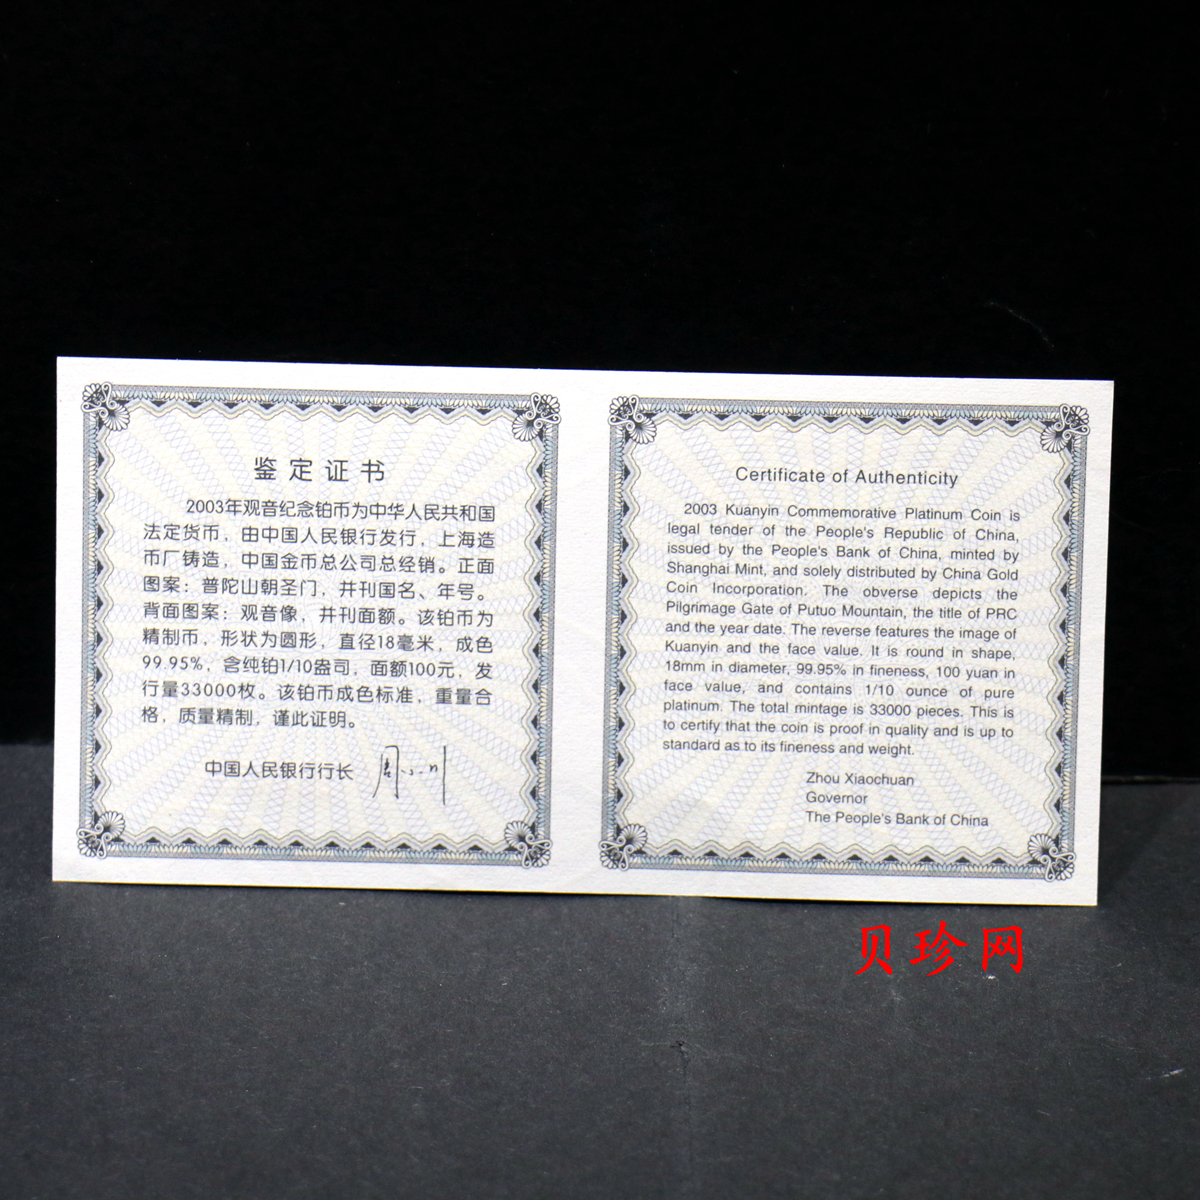 鉴定证书
2003年观音纪念铂币为中华人民共和国
法定货币，由中国人民银行发行，上海造
币厂铸造，中国金币总公司总经销。正面
图案：普陀山朝圣门，并刊国名、年号。
背面图案：观音像，并刊面额。该铂币为
精制币，形状为圆形，直径18毫米，成色
99.95%，含纯铂1/10盎司，面额100元，发
行量33000枚。该铂币成色标准，重量合
格，质量精制，谨此证明。
中国人民银行行长 周小川
Certificate of Authenticity
2003 Kuanyin Commemorative Platinum Coin is
legal tender of the People's Republic of China,
issued by the People's Bank of China, minted by
Shanghai Mint, and solely distributed by China Gold
Coin Incorporation. The obverse depicts the
Pilgrimage Gate of Putuo Mountain, the title of PRC
and the year date. The reverse features the image of
Kuanyin and the face value. It is round in shape,
18mm in diameter, 99.95% in fineness, 100 yuan in
face value, and contains 1/10 ounce of pure
platinum. The total mintage is 33000 pieces. This is
to certify that the coin is proof in quality and is up to
standard as to its fineness and weight.
Zhou Xiaochuan
Governor
The People's Bank of China
贝珍网